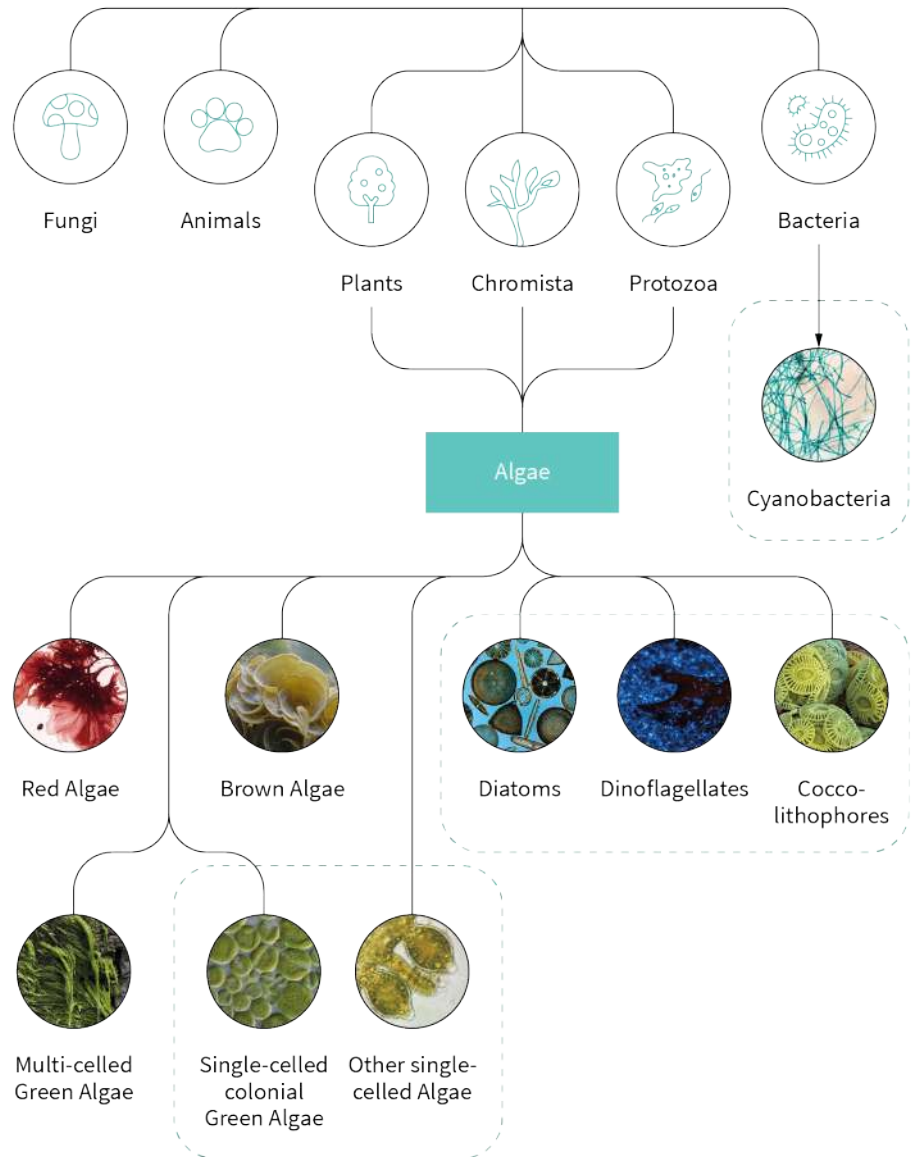 Fungi
Animals
Bacteria
Plants
Chromista
Protozoa
Algae
Cyanobacteria
Red Algae
Brown Algae
Diatoms
Dinoflagellates
Cocco-
lithophores
Multi-celled
Green Algae
Single-celled
colonial
Green Algae
Other single-
celled Algae